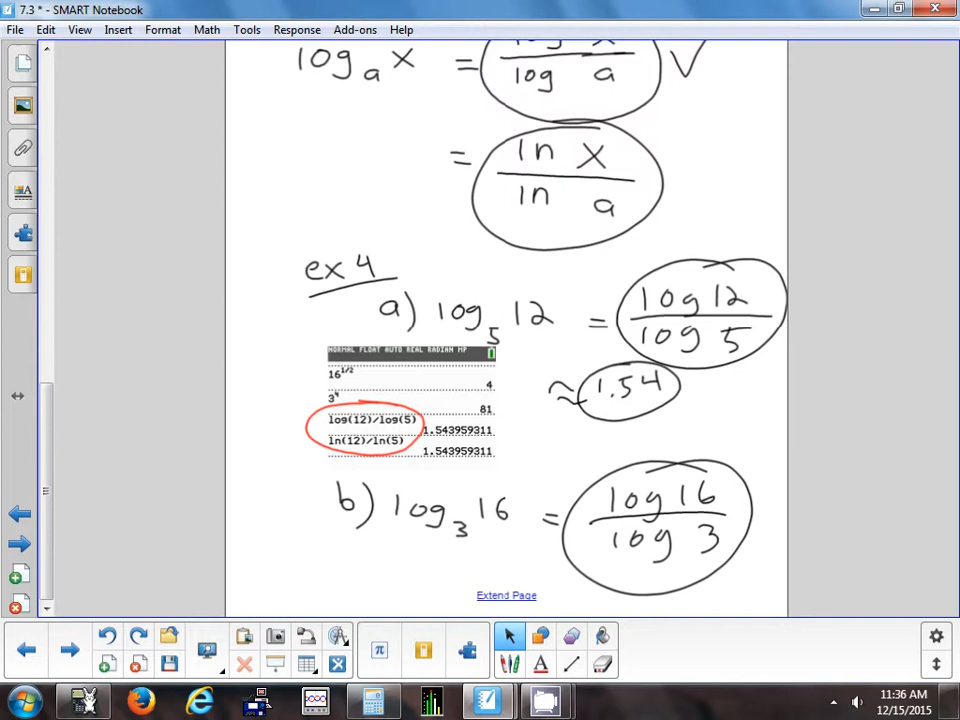 7.3 * - SMART Notebook
File Edit View Insert Format Math Tools Response Add-ons Help
log_a x = log x / log a √
= ln x / ln a
ex 4
a) log_5 12 = log 12 / log 5
NORMAL FLOAT AUTO REAL RADIAN MP
16^1/2
4
3^4
81
log(12)/log(5)
1.543959311
ln(12)/ln(5)
1.543959311
≈ 1.54
b) log_3 16 = log 16 / log 3
Extend Page
π
A
11:36 AM
12/15/2015